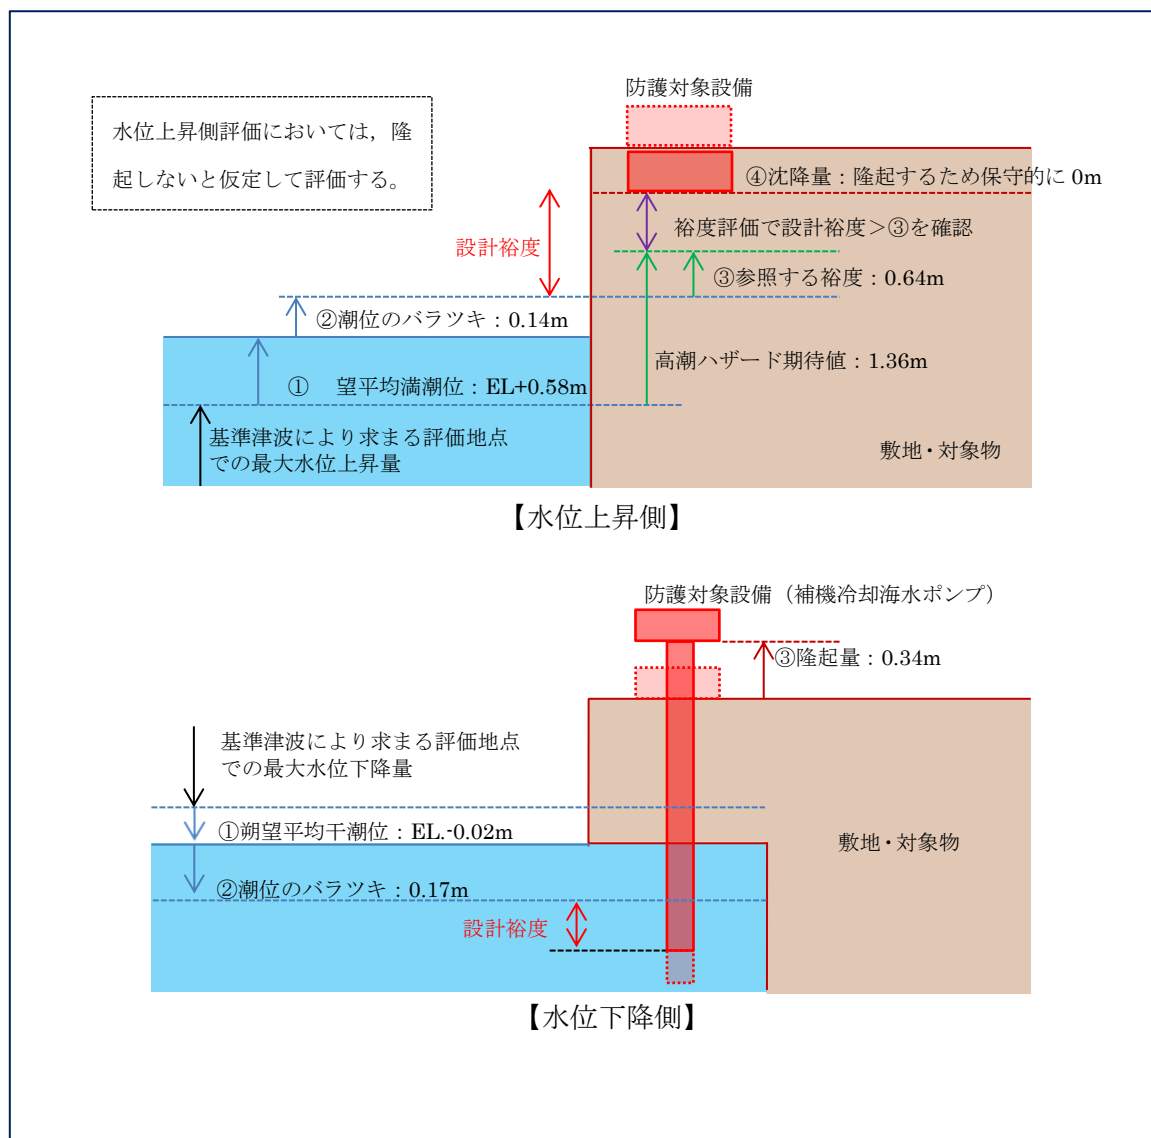 防護対象設備
水位上昇側評価においては，隆
起しないと仮定して評価する。
④沈降量：隆起するため保守的に 0m
裕度評価で設計裕度＞③を確認
設計裕度
③参照する裕度：0.64m
②潮位のバラツキ：0.14m
高潮ハザード期待値：1.36m
① 望平均満潮位：EL+0.58m
基準津波により求まる評価地点
での最大水位上昇量
敷地・対象物
【水位上昇側】
防護対象設備（補機冷却海水ポンプ）
③隆起量：0.34m
基準津波により求まる評価地点
での最大水位下降量
①朔望平均干潮位：EL.-0.02m
敷地・対象物
②潮位のバラツキ：0.17m
設計裕度
【水位下降側】